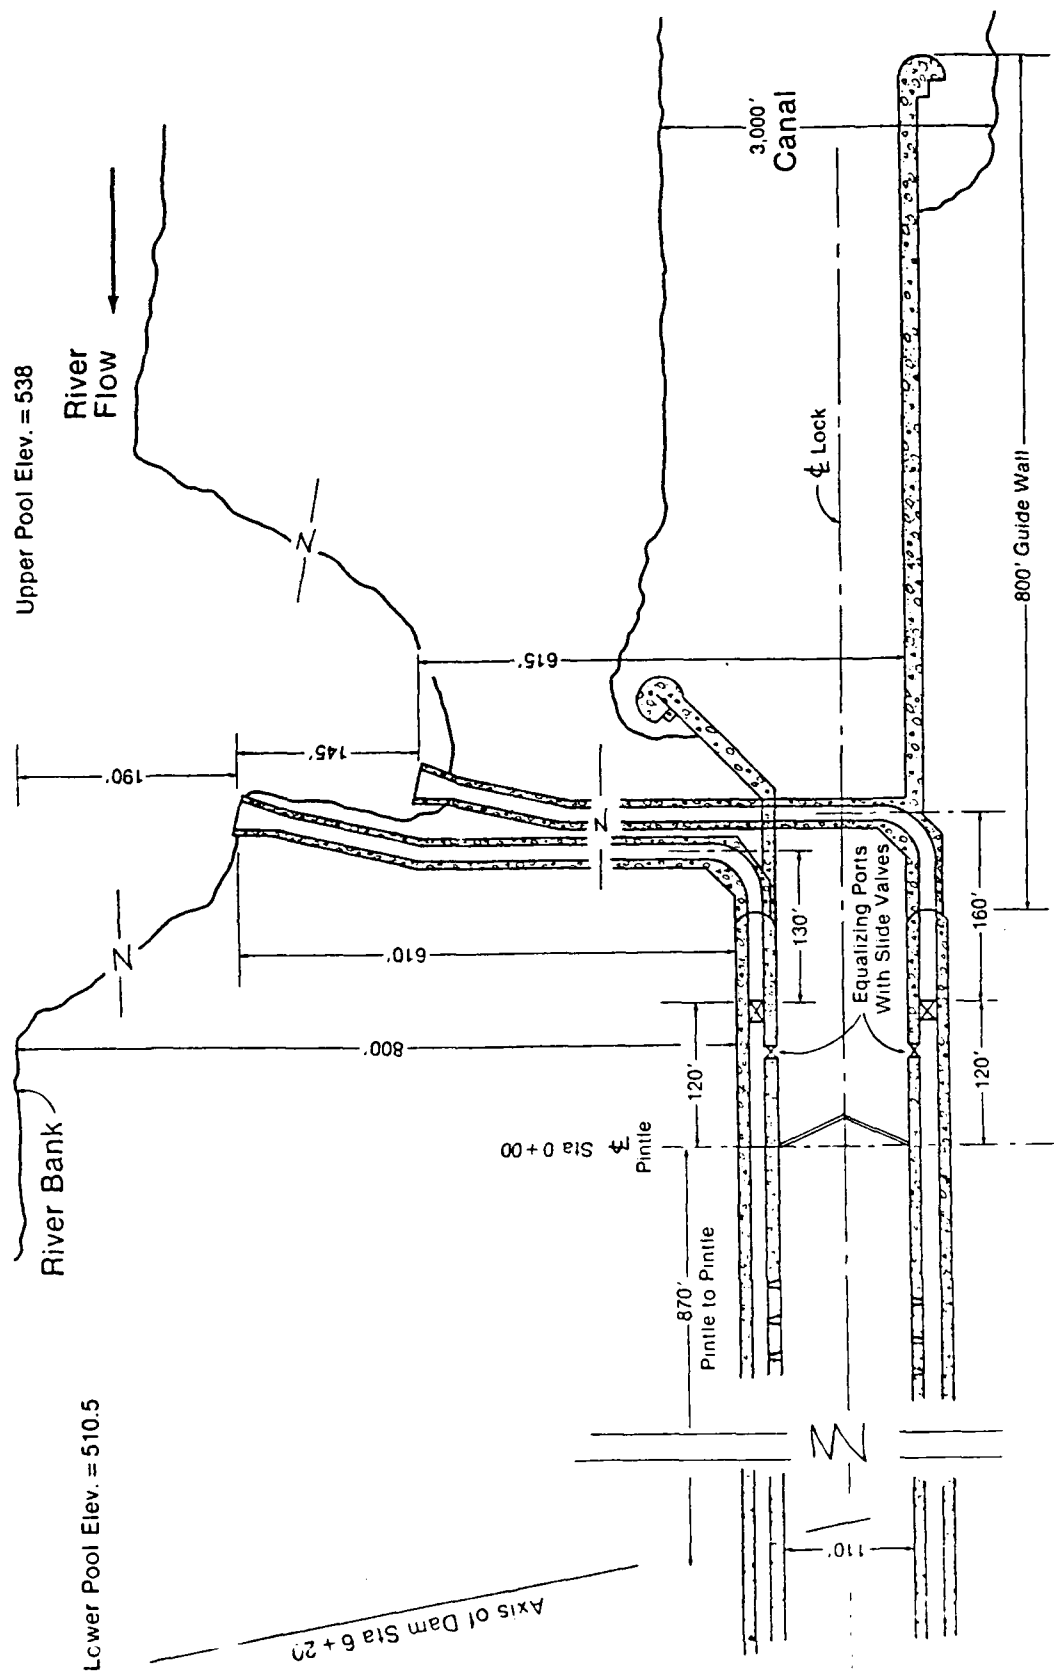 Upper Pool Elev. = 538
River
Flow
3,000'
Canal
190'
145'
615'
℄ Lock
800' Guide Wall
610'
800'
130'
160'
Equalizing Ports
With Slide Valves
120'
120'
River Bank
Sta 0 + 00
℄
Pintle
870'
Pintle to Pintle
110'
Lower Pool Elev. = 510.5
Axis of Dam Sta 6 + 20